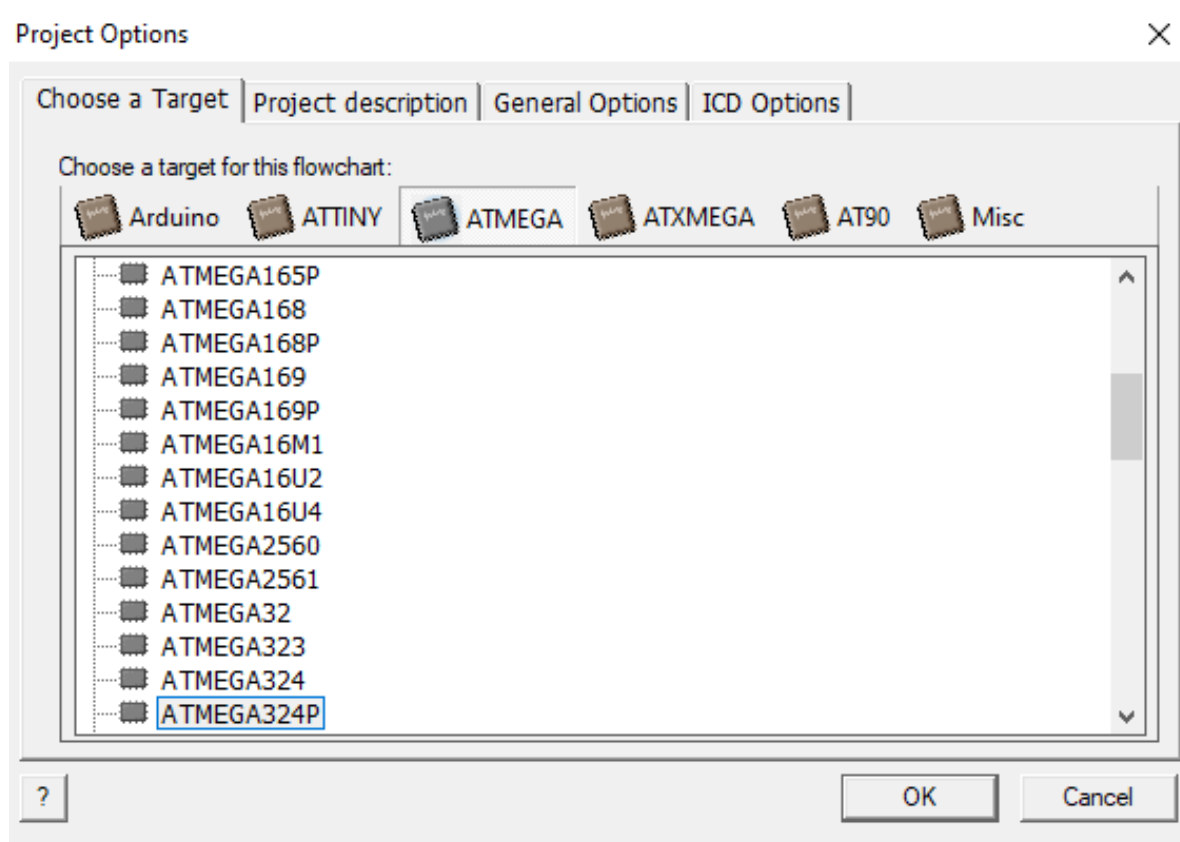 Project Options
Choose a Target Project description General Options ICD Options
Choose a target for this flowchart:
Arduino ATTINY ATMEGA ATXMEGA AT90 Misc
ATMEGA165P
ATMEGA168
ATMEGA168P
ATMEGA169
ATMEGA169P
ATMEGA16M1
ATMEGA16U2
ATMEGA16U4
ATMEGA2560
ATMEGA2561
ATMEGA32
ATMEGA323
ATMEGA324
ATMEGA324P
? OK Cancel